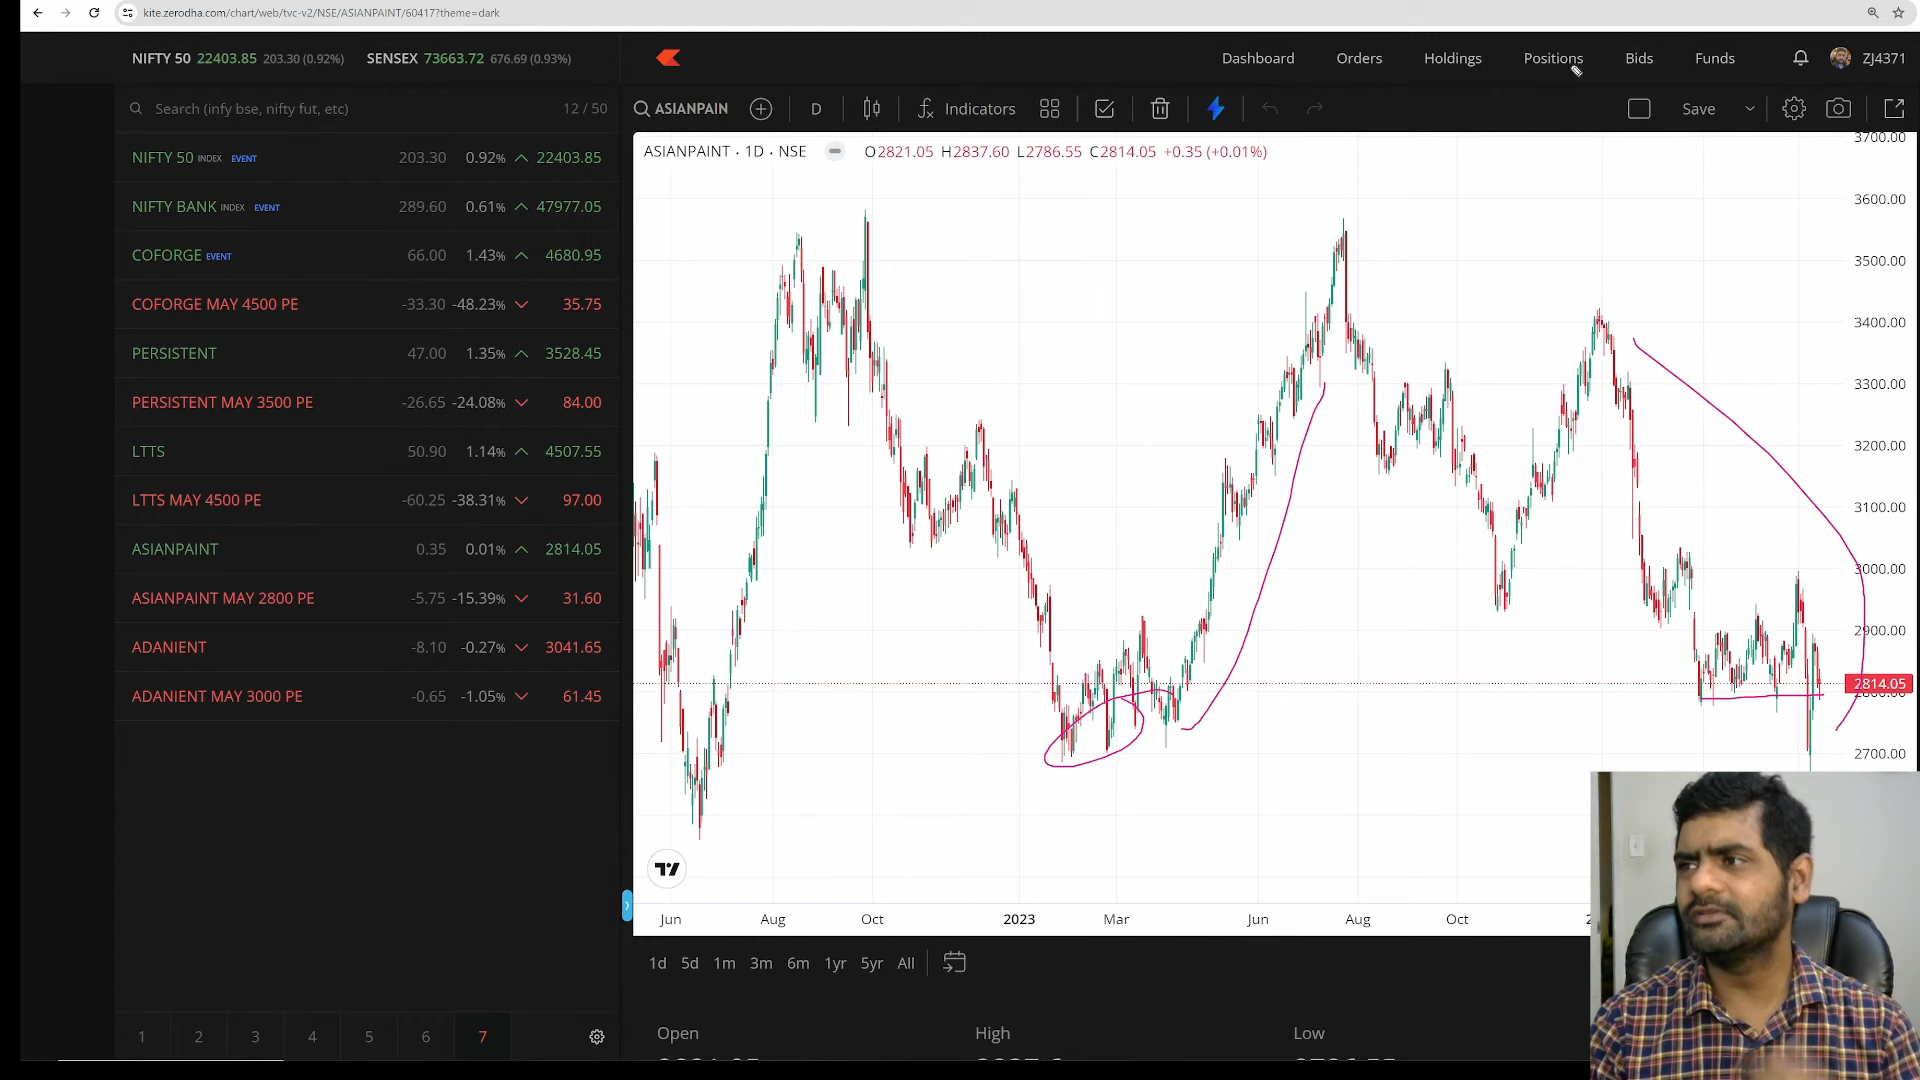 kite.zerodha.com/chart/web/tvc-v2/NSE/ASIANPAINT/60417?theme=dark
NIFTY 50 22403.85 203.30 (0.92%) SENSEX 73663.72 676.69 (0.93%)
Dashboard Orders Holdings Positions Bids Funds ZJ4371
Search (infy bse, nifty fut, etc) 12 / 50
ASIANPAIN D Indicators Save
NIFTY 50 INDEX EVENT 203.30 0.92% 22403.85
NIFTY BANK INDEX EVENT 289.60 0.61% 47977.05
COFORGE EVENT 66.00 1.43% 4680.95
COFORGE MAY 4500 PE -33.30 -48.23% 35.75
PERSISTENT 47.00 1.35% 3528.45
PERSISTENT MAY 3500 PE -26.65 -24.08% 84.00
LTTS 50.90 1.14% 4507.55
LTTS MAY 4500 PE -60.25 -38.31% 97.00
ASIANPAINT 0.35 0.01% 2814.05
ASIANPAINT MAY 2800 PE -5.75 -15.39% 31.60
ADANIENT -8.10 -0.27% 3041.65
ADANIENT MAY 3000 PE -0.65 -1.05% 61.45
1 2 3 4 5 6 7
ASIANPAINT · 1D · NSE O2821.05 H2837.60 L2786.55 C2814.05 +0.35 (+0.01%)
3700.00
3600.00
3500.00
3400.00
3300.00
3200.00
3100.00
3000.00
2900.00
2814.05
2700.00
Jun Aug Oct 2023 Mar Jun Aug Oct
1d 5d 1m 3m 6m 1yr 5yr All
Open High Low